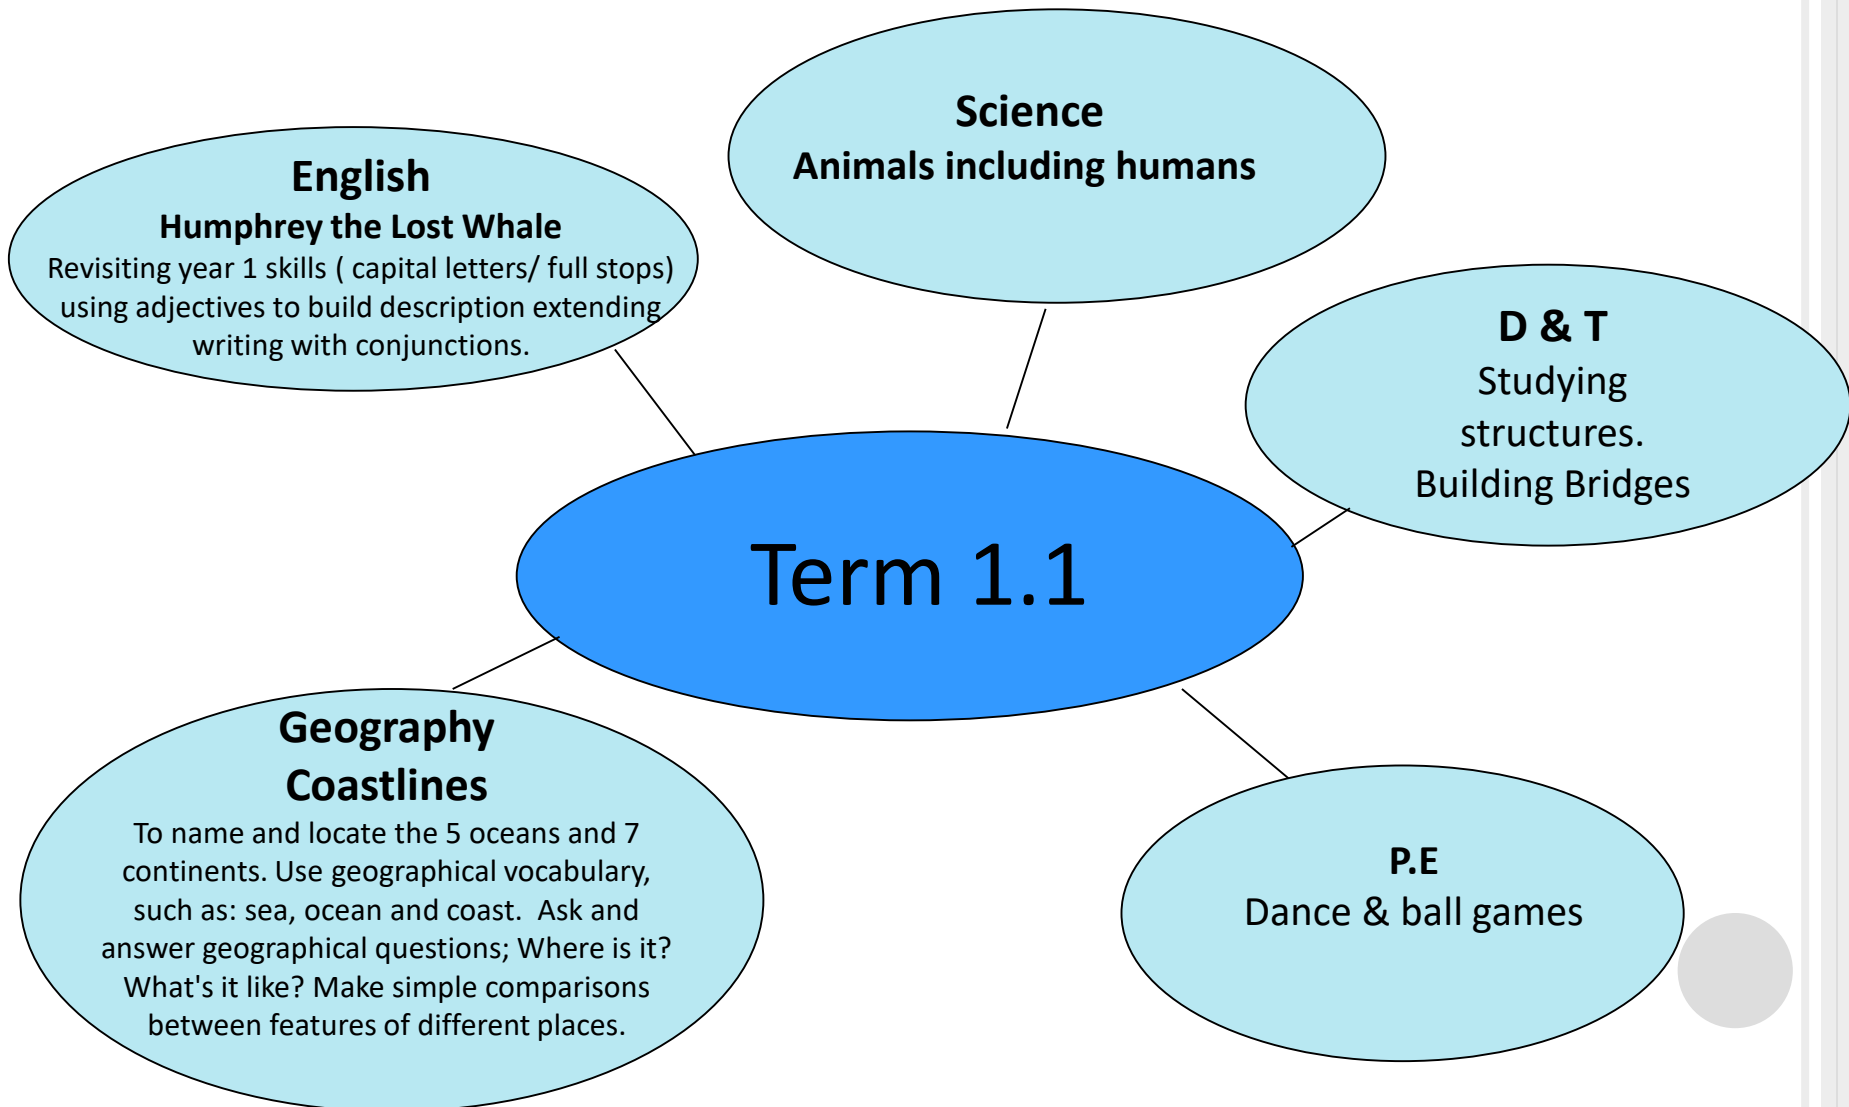 Science
Animals including humans
English
Humphrey the Lost Whale
Revisiting year 1 skills ( capital letters/ full stops)
using adjectives to build description extending
writing with conjunctions.
D & T
Studying
structures.
Building Bridges
Term 1.1
Geography
Coastlines
To name and locate the 5 oceans and 7
continents. Use geographical vocabulary,
such as: sea, ocean and coast.  Ask and
answer geographical questions; Where is it?
What's it like? Make simple comparisons
between features of different places.
P.E
Dance & ball games